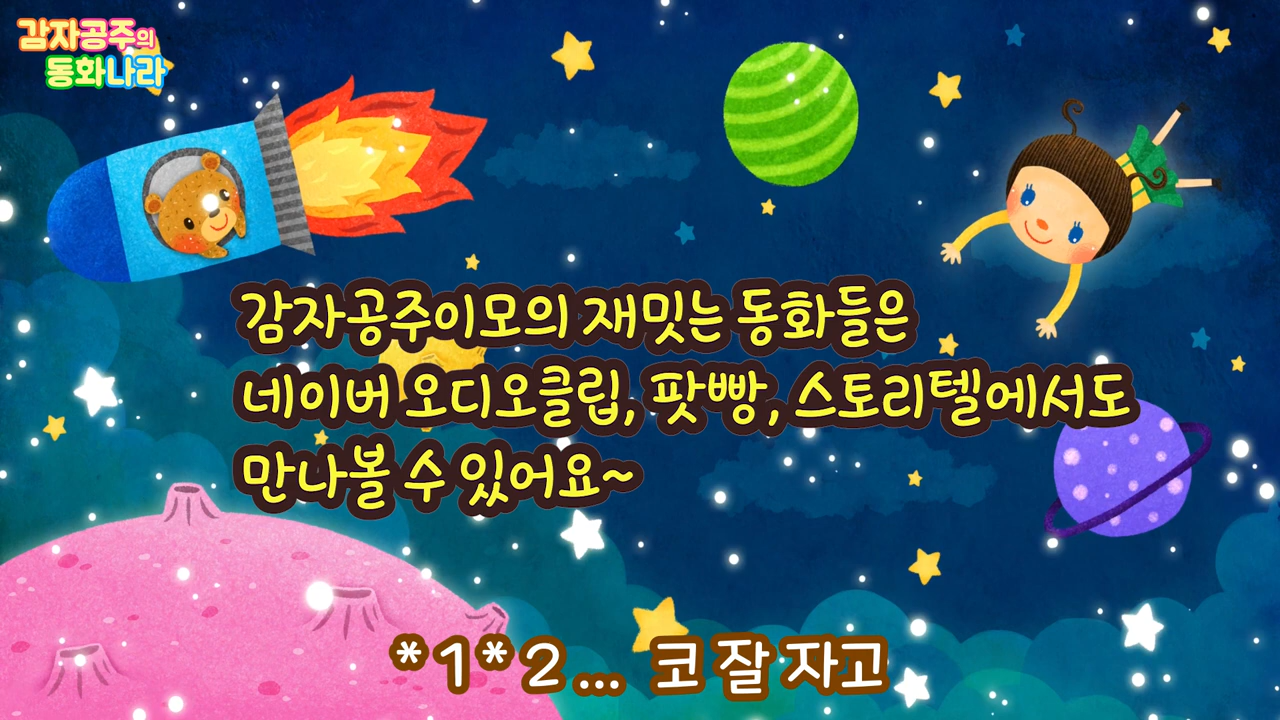 감자공주의
동화나라
감자공주이모의 재밋는 동화들은
네이버 오디오클립, 팟빵, 스토리텔에서도
만나볼 수 있어요~
*1*2... 코 잘 자고